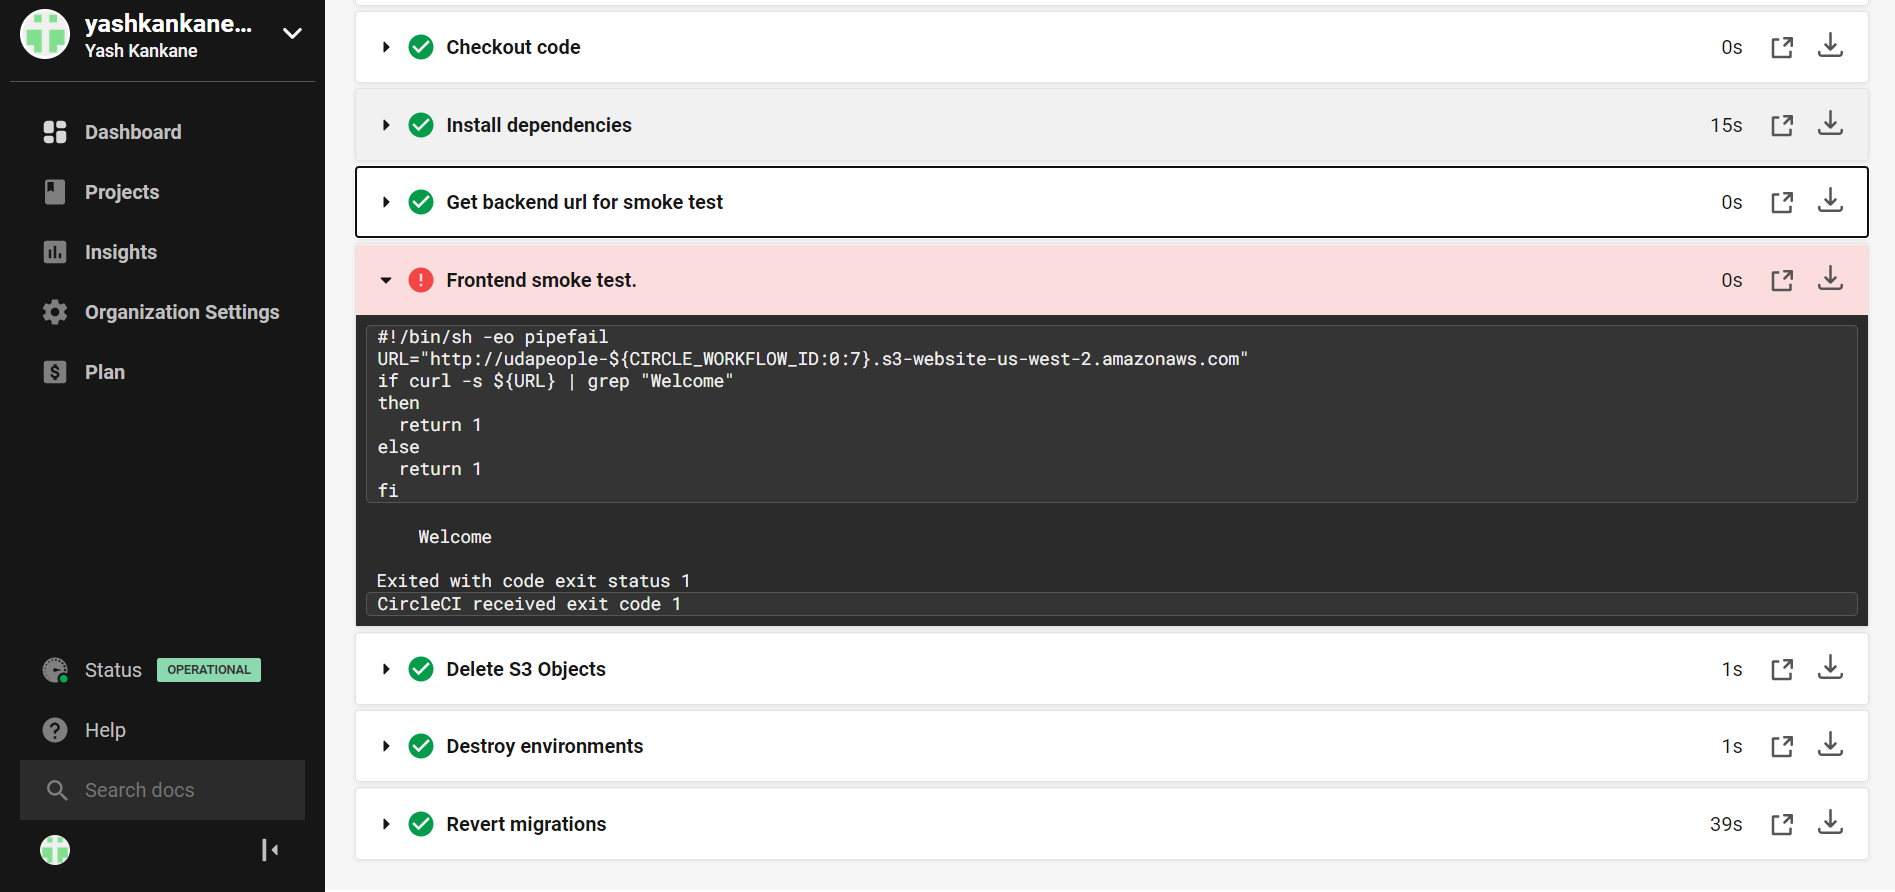 yashkankane...
Yash Kankane
Dashboard
Projects
Insights
Organization Settings
Plan
Status OPERATIONAL
Help
Search docs
Checkout code 0s
Install dependencies 15s
Get backend url for smoke test 0s
Frontend smoke test. 0s
#!/bin/sh -eo pipefail
URL="http://udapeople-${CIRCLE_WORKFLOW_ID:0:7}.s3-website-us-west-2.amazonaws.com"
if curl -s ${URL} | grep "Welcome"
then
  return 1
else
  return 1
fi
Welcome
Exited with code exit status 1
CircleCI received exit code 1
Delete S3 Objects 1s
Destroy environments 1s
Revert migrations 39s